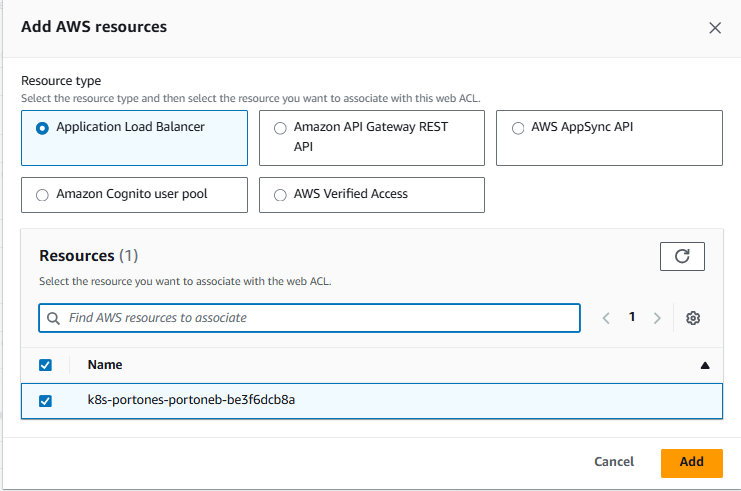 Add AWS resources
Resource type
Select the resource type and then select the resource you want to associate with this web ACL.
Application Load Balancer
Amazon API Gateway REST
API
AWS AppSync API
Amazon Cognito user pool
AWS Verified Access
Resources (1)
Select the resource you want to associate with the web ACL.
Find AWS resources to associate
1
Name
k8s-portones-portoneb-be3f6dcb8a
Cancel
Add